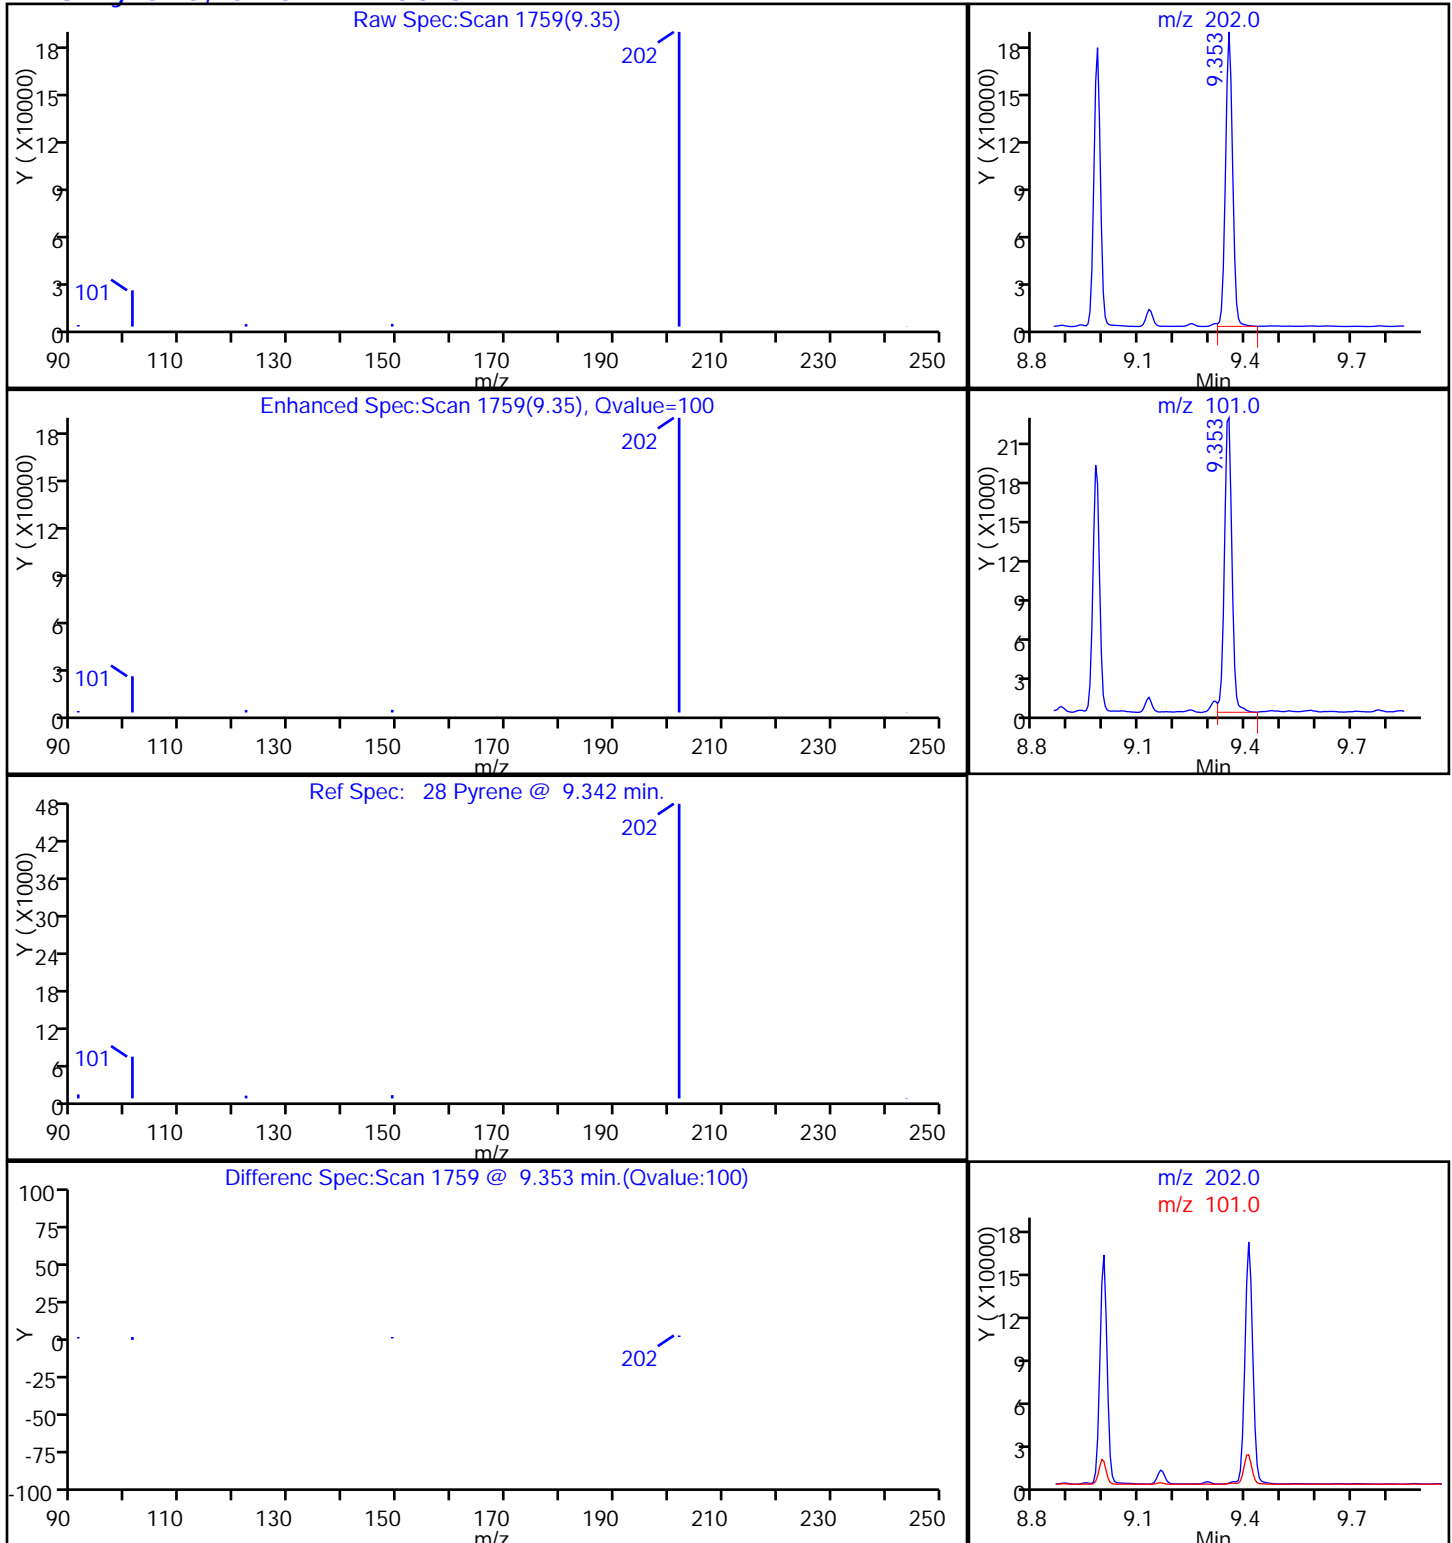 Raw Spec:Scan 1759(9.35)
Y ( X10000)
18
15
12
9
6
3
0
202
101
90 110 130 150 170 190 210 230 250
m/z
m/z 202.0
Y ( X10000)
18
15
12
9
6
3
0
9.353
8.8 9.1 9.4 9.7
Min
Enhanced Spec:Scan 1759(9.35), Qvalue=100
Y ( X10000)
18
15
12
9
6
3
0
202
101
90 110 130 150 170 190 210 230 250
m/z
m/z 101.0
Y ( X1000)
21
18
15
12
9
6
3
0
9.353
8.8 9.1 9.4 9.7
Min
Ref Spec: 28 Pyrene @ 9.342 min.
Y ( X1000)
48
42
36
30
24
18
12
6
0
202
101
90 110 130 150 170 190 210 230 250
m/z
Differenc Spec:Scan 1759 @ 9.353 min.(Qvalue:100)
Y
100
75
50
25
0
-25
-50
-75
-100
202
90 110 130 150 170 190 210 230 250
m/z
m/z 202.0
m/z 101.0
Y ( X10000)
18
15
12
9
6
3
0
8.8 9.1 9.4 9.7
Min